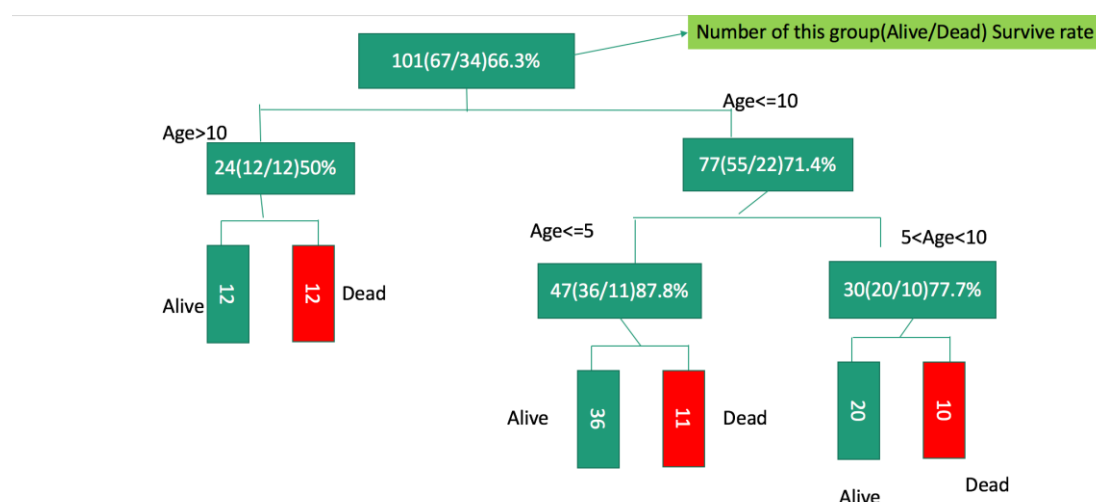 Number of this group(Alive/Dead) Survive rate
101(67/34)66.3%
Age<=10
Age>10
24(12/12)50%
77(55/22)71.4%
Age<=5
5<Age<10
47(36/11)87.8%
30(20/10)77.7%
Alive
12
12
Dead
Alive
36
11
Dead
20
10
Alive
Dead